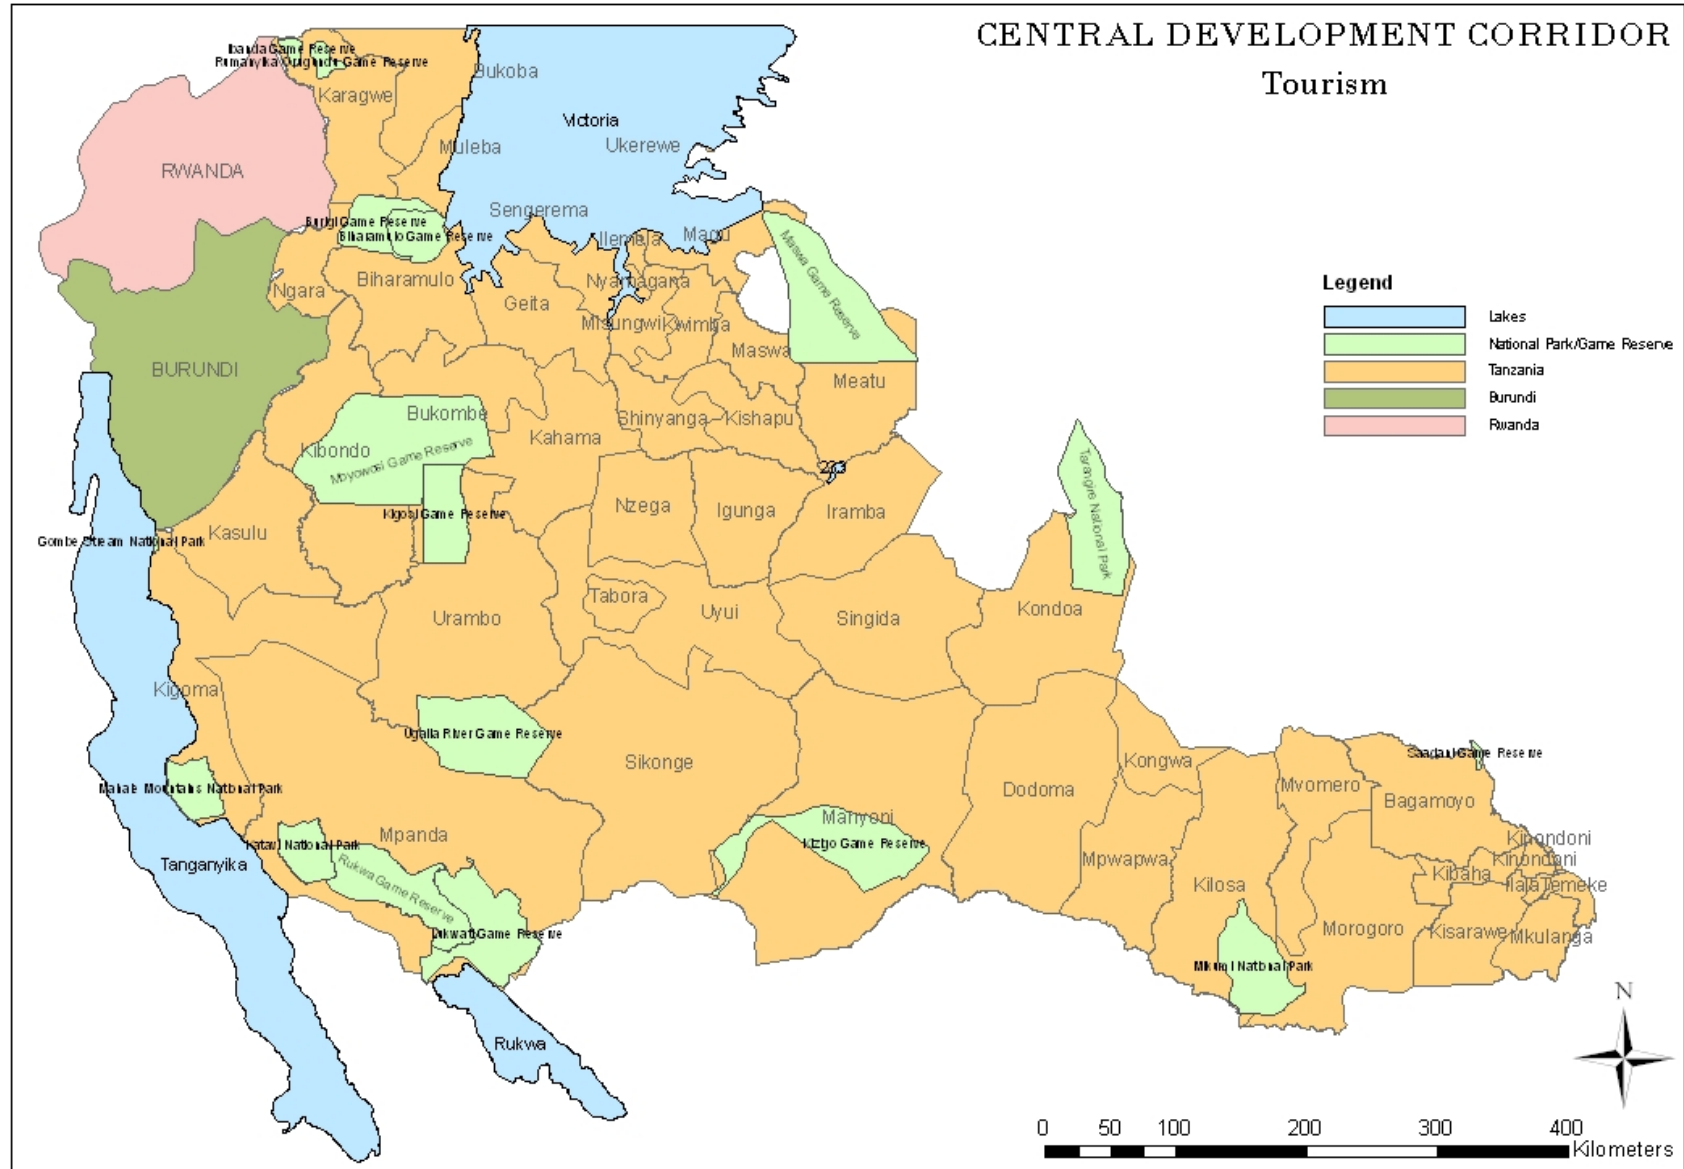 CENTRAL DEVELOPMENT CORRIDOR
Tourism
Ibanda Game Reserve
Game Reserve
Bukoba
Karagwe
Victoria
Muleba
Ukerewe
RWANDA
Sengerema
Burigi Game Reserve
Biharamulo Game Reserve
Ilemela
Magu
Maswa Game Reserve
Biharamulo
Nyamagana
Ngara
Geita
Misungwi
Kwimba
Maswa
BURUNDI
Meatu
Legend
Lakes
National Park/Game Reserve
Tanzania
Burundi
Rwanda
Bukombe
Shinyanga
Kishapu
Kahama
Kibondo
Moyowosi Game Reserve
Tarangire National Park
Nzega
Igunga
Iramba
Kigosi Game Reserve
Kasulu
Gombe Stream National Park
Tabora
Uyui
Urambo
Singida
Kondoa
Kigoma
Ugalla River Game Reserve
Sikonge
Kongwa
Saadani Game Reserve
Dodoma
Mvomero
Bagamoyo
Mahale Mountains National Park
Manyoni
Mpanda
Kizigo Game Reserve
Katavi National Park
Kinondoni
Kinondoni
Tanganyika
Rukwa Game Reserve
Mpwapwa
Kibaha
Kilosa
Ilala
Temeke
Lukwati Game Reserve
Morogoro
Kisarawe
Mkulanga
Mikumi National Park
N
Rukwa
0 50 100 200 300 400
Kilometers